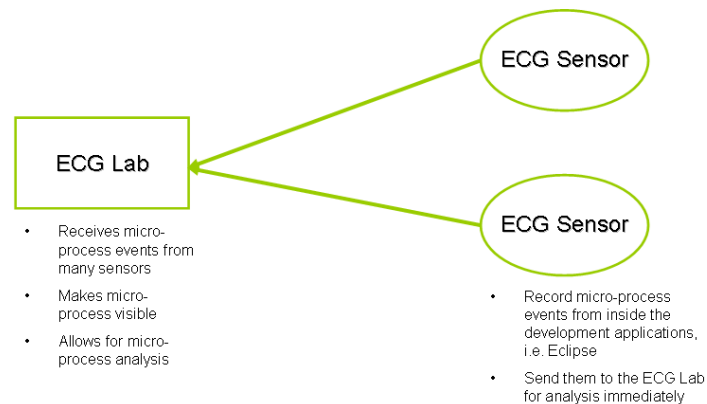 ECG Sensor
ECG Lab
ECG Sensor
• Receives micro-
process events from
many sensors
• Makes micro-
process visible
• Allows for micro-
process analysis
• Record micro-process
events from inside the
development applications,
i.e. Eclipse
• Send them to the ECG Lab
for analysis immediately